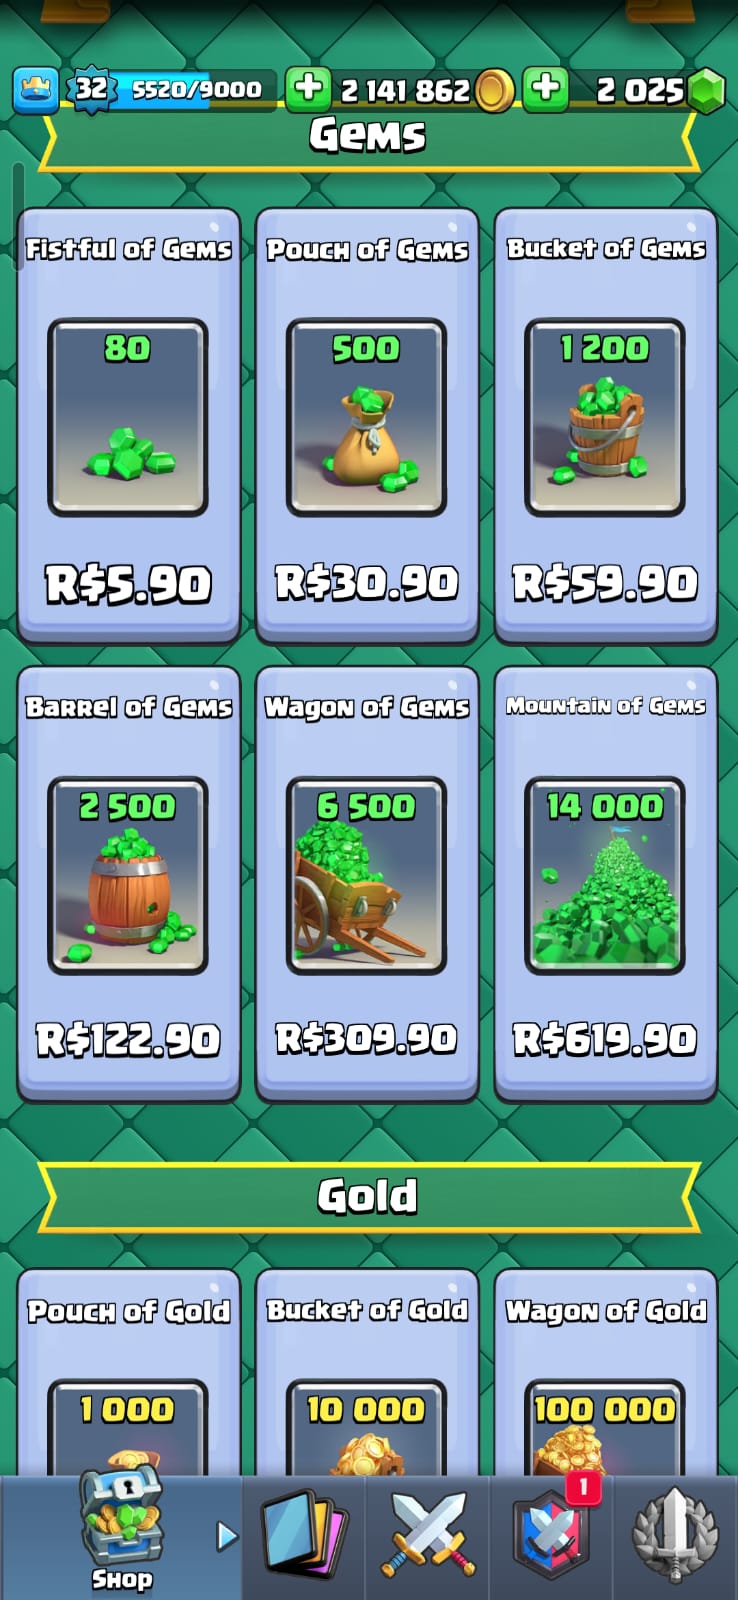 32 5520/9000 2 141 862 2 025
Gems
Fistful of Gems
80
R$5.90
Pouch of Gems
500
R$30.90
Bucket of Gems
1 200
R$59.90
Barrel of Gems
2 500
R$122.90
Wagon of Gems
6 500
R$309.90
Mountain of Gems
14 000
R$619.90
Gold
Pouch of Gold
1 000
Bucket of Gold
10 000
Wagon of Gold
100 000
Shop
1